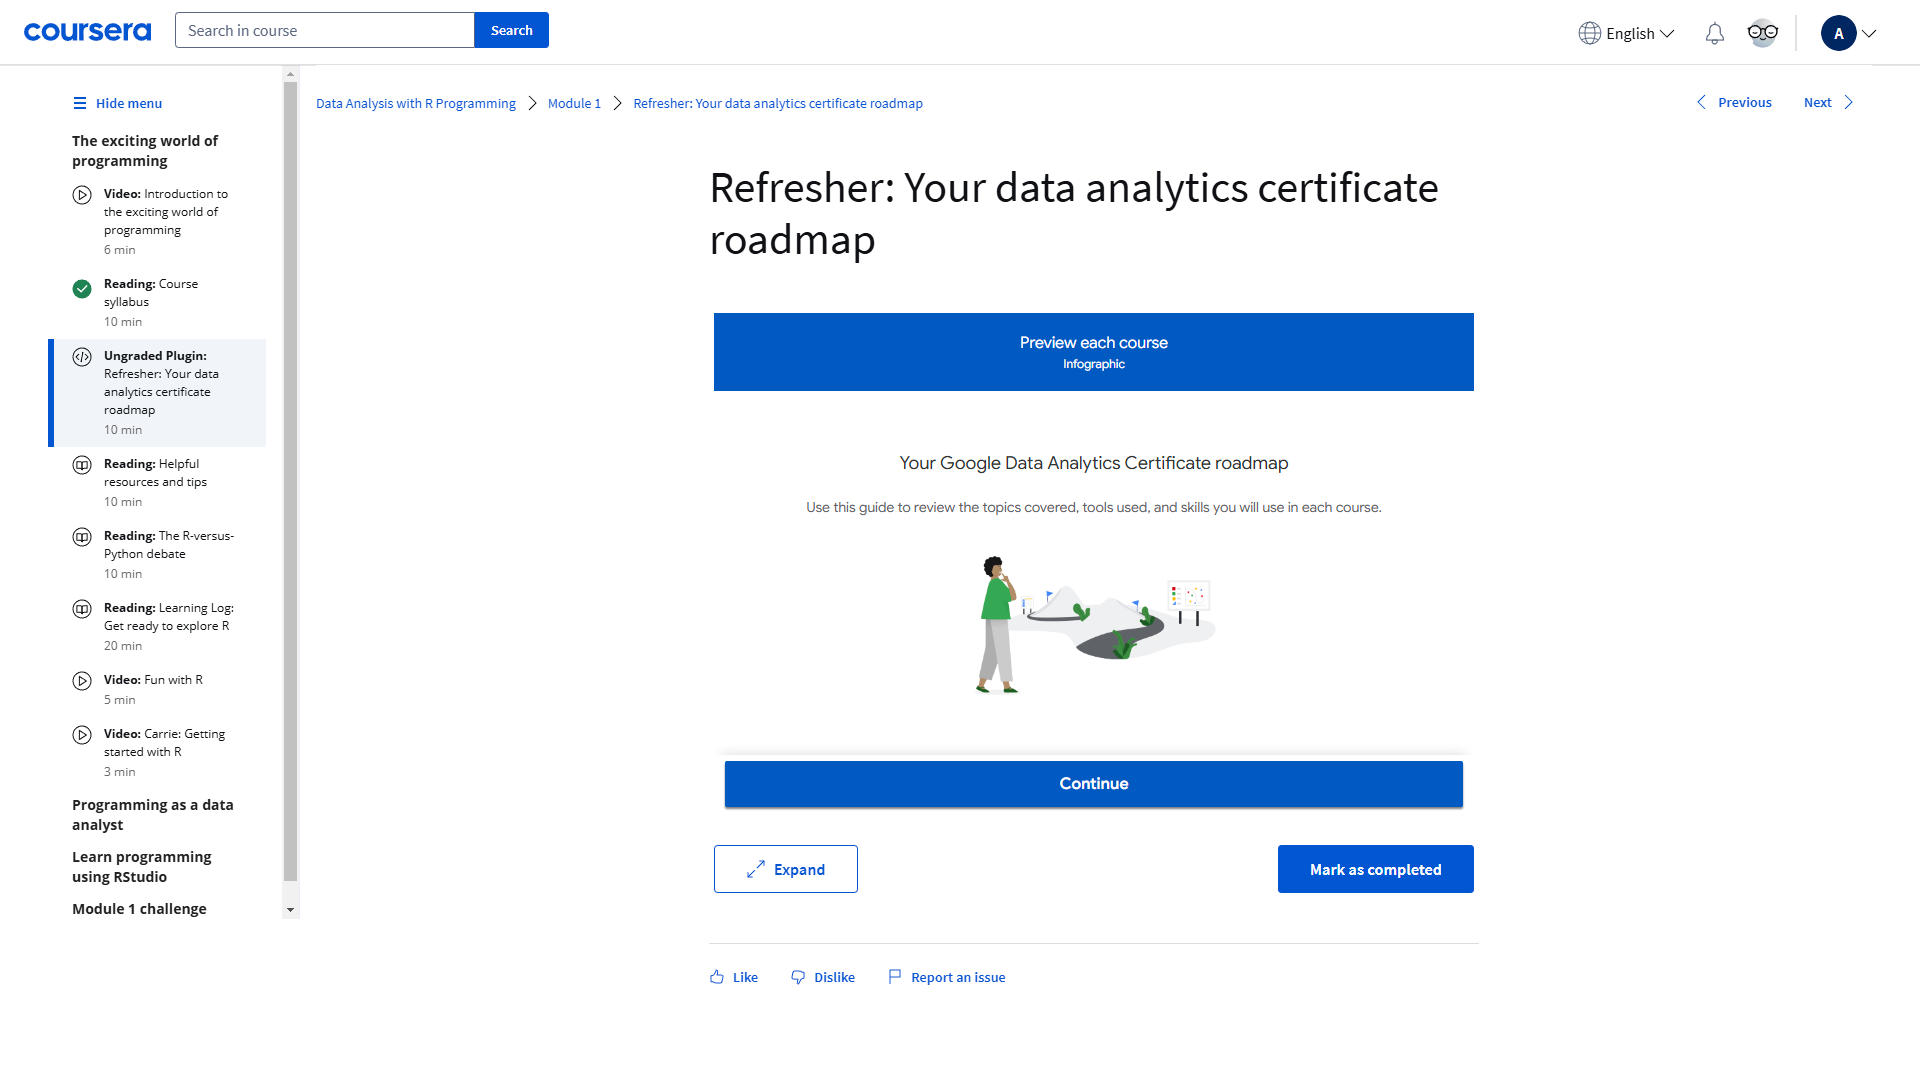 coursera
Search in course
Search
English
A
Hide menu
Data Analysis with R Programming
Module 1
Refresher: Your data analytics certificate roadmap
Previous
Next
The exciting world of
programming
Video: Introduction to
the exciting world of
programming
6 min
Reading: Course
syllabus
10 min
Ungraded Plugin:
Refresher: Your data
analytics certificate
roadmap
10 min
Reading: Helpful
resources and tips
10 min
Reading: The R-versus-
Python debate
10 min
Reading: Learning Log:
Get ready to explore R
20 min
Video: Fun with R
5 min
Video: Carrie: Getting
started with R
3 min
Programming as a data
analyst
Learn programming
using RStudio
Module 1 challenge
Refresher: Your data analytics certificate
roadmap
Preview each course
Infographic
Your Google Data Analytics Certificate roadmap
Use this guide to review the topics covered, tools used, and skills you will use in each course.
Continue
Expand
Mark as completed
Like
Dislike
Report an issue